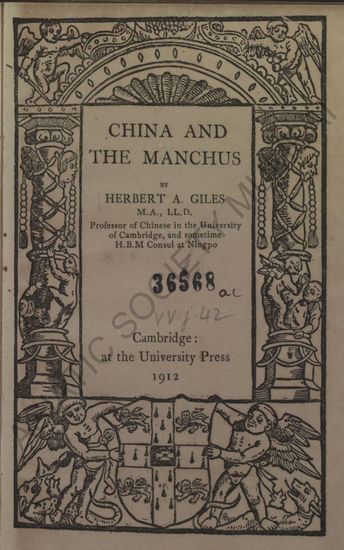 CHINA AND
THE MANCHUS
BY
HERBERT A. GILES
M.A., LL.D.
Professor of Chinese in the University
of Cambridge, and sometime
H.B.M Consul at Ningpo
36568
ac
Cambridge:
at the University Press
1912